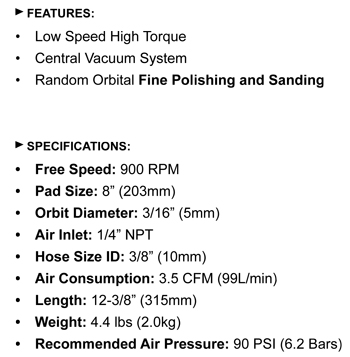 ► FEATURES:
• Low Speed High Torque
• Central Vacuum System
• Random Orbital Fine Polishing and Sanding
► SPECIFICATIONS:
• Free Speed: 900 RPM
• Pad Size: 8” (203mm)
• Orbit Diameter: 3/16” (5mm)
• Air Inlet: 1/4” NPT
• Hose Size ID: 3/8” (10mm)
• Air Consumption: 3.5 CFM (99L/min)
• Length: 12-3/8” (315mm)
• Weight: 4.4 lbs (2.0kg)
• Recommended Air Pressure: 90 PSI (6.2 Bars)